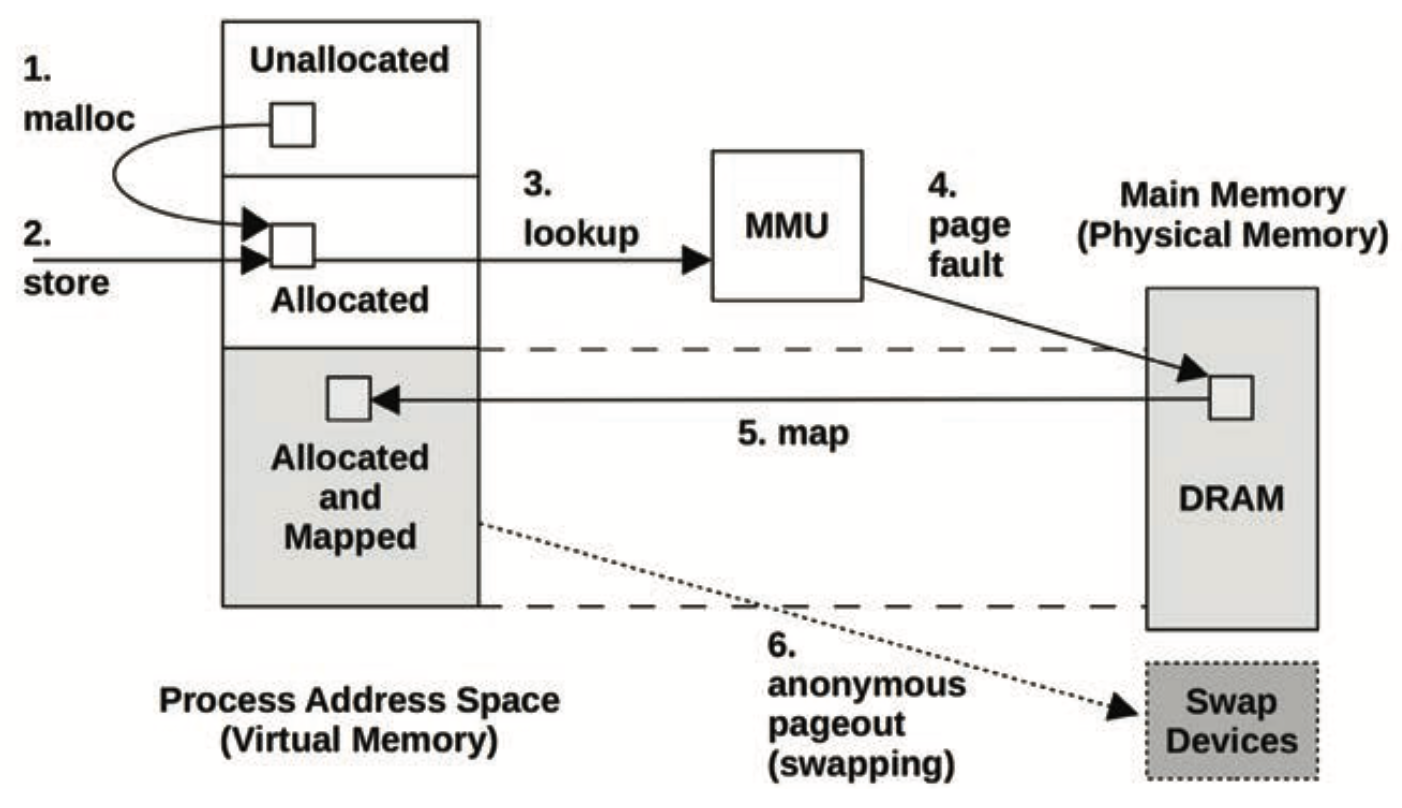 Unallocated
1.
malloc
2.
store
Allocated
3.
lookup
MMU
4.
page
fault
Main Memory
(Physical Memory)
Allocated
and
Mapped
5. map
DRAM
6.
anonymous
pageout
(swapping)
Swap
Devices
Process Address Space
(Virtual Memory)